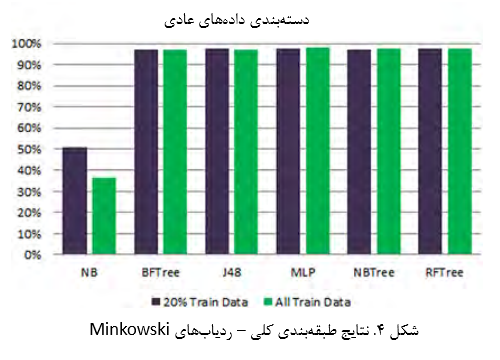 دسته‌بندی داده‌های عادی
100%
90%
80%
70%
60%
50%
40%
30%
20%
10%
0%
NB BFTree J48 MLP NBTree RFTree
20% Train Data All Train Data
شکل ۴. نتایج طبقه‌بندی کلی – ردیاب‌های Minkowski